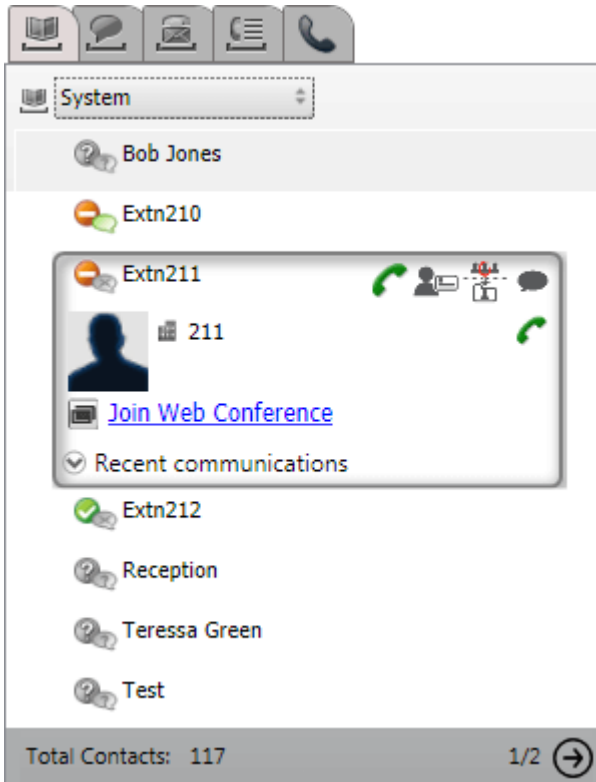 System
Bob Jones
Extn210
Extn211
211
Join Web Conference
Recent communications
Extn212
Reception
Teressa Green
Test
Total Contacts: 117 1/2